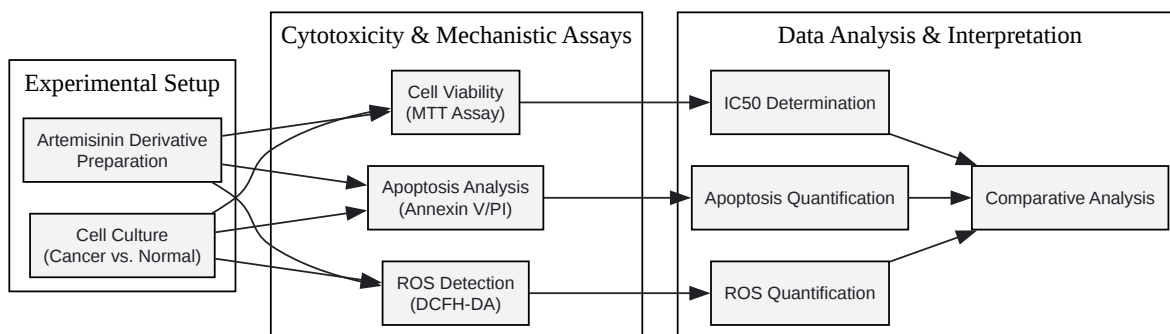 Experimental Setup
Artemisinin Derivative
Preparation
Cell Culture
(Cancer vs. Normal)
Cytotoxicity & Mechanistic Assays
Cell Viability
(MTT Assay)
Apoptosis Analysis
(Annexin V/PI)
ROS Detection
(DCFH-DA)
Data Analysis & Interpretation
IC50 Determination
Apoptosis Quantification
ROS Quantification
Comparative Analysis